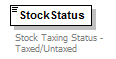 StockStatus
Stock Taxing Status -
Taxed/Untaxed